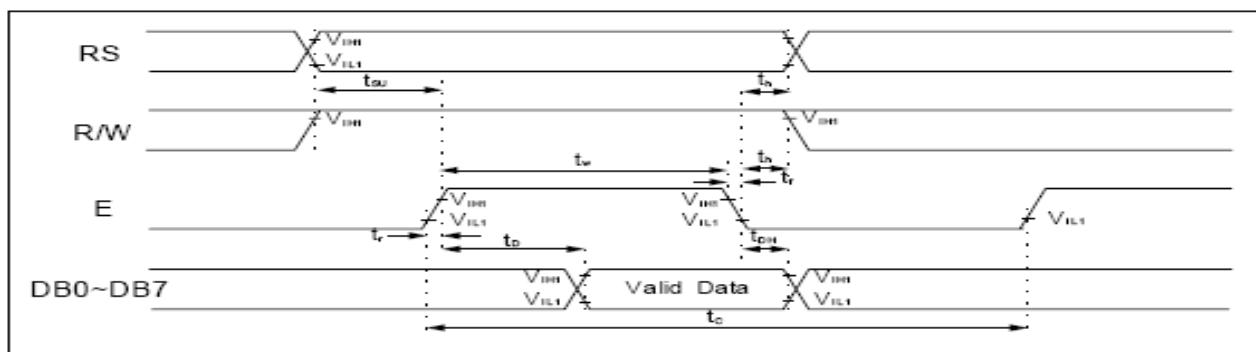 RS
VIH1
VIL1
tsu
th
R/W
VIH1
VIH1
tw
th
tr
E
VIH1
VIL1
VIH1
VIL1
VIL1
tr
tD
tDH
DB0~DB7
VIH1
VIL1
Valid Data
VIH1
VIL1
tc